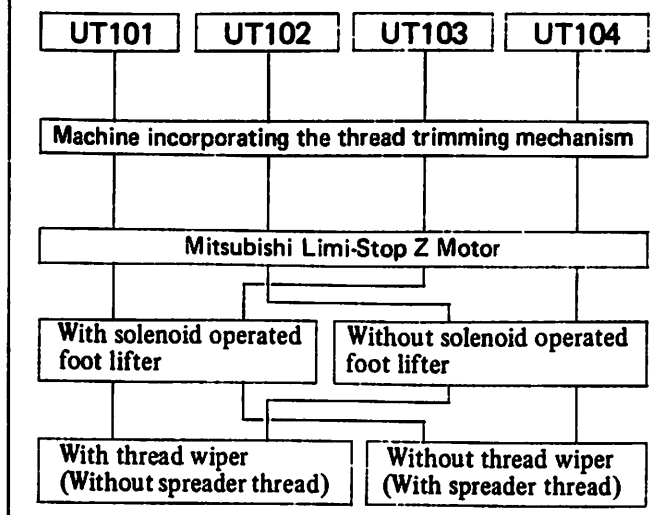 UT101 UT102 UT103 UT104
Machine incorporating the thread trimming mechanism
Mitsubishi Limi-Stop Z Motor
With solenoid operated
foot lifter
Without solenoid operated
foot lifter
With thread wiper
(Without spreader thread)
Without thread wiper
(With spreader thread)